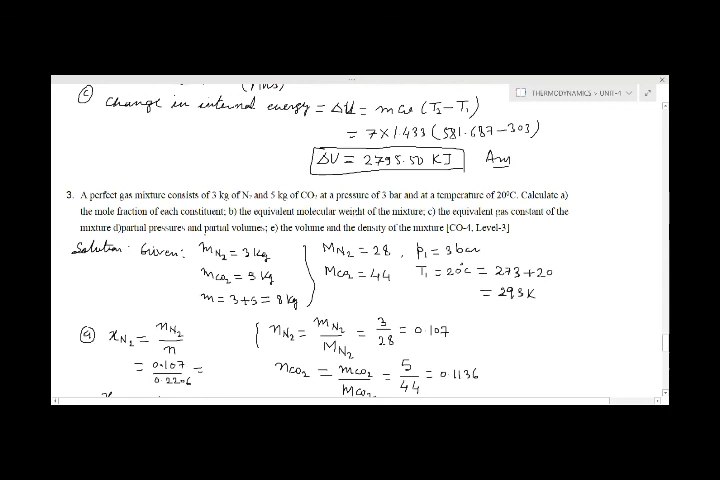 THERMODYNAMICS > UNIT-4
(c) Change in internal energy = ΔU = mcv (T2 – T1)
= 7×1.433 (581.687–303)
ΔU = 2795.50 KJ Ans
3. A perfect gas mixture consists of 3 kg of N2 and 5 kg of CO2 at a pressure of 3 bar and at a temperature of 20°C. Calculate a)
the mole fraction of each constituent; b) the equivalent molecular weight of the mixture; c) the equivalent gas constant of the
mixture d)partial pressures and partial volumes; e) the volume and the density of the mixture [CO-4, Level-3]
Solution. Given: mN2 = 3 kg MN2 = 28, P1 = 3 bar
mCO2 = 5 kg MCO2 = 44 T1 = 20°C = 273+20
m = 3+5 = 8 kg = 293K
(a) xN2 = nN2/n nN2 = mN2/MN2 = 3/28 = 0.107
= 0.107/0.2206 = nCO2 = mCO2/MCO2 = 5/44 = 0.1136